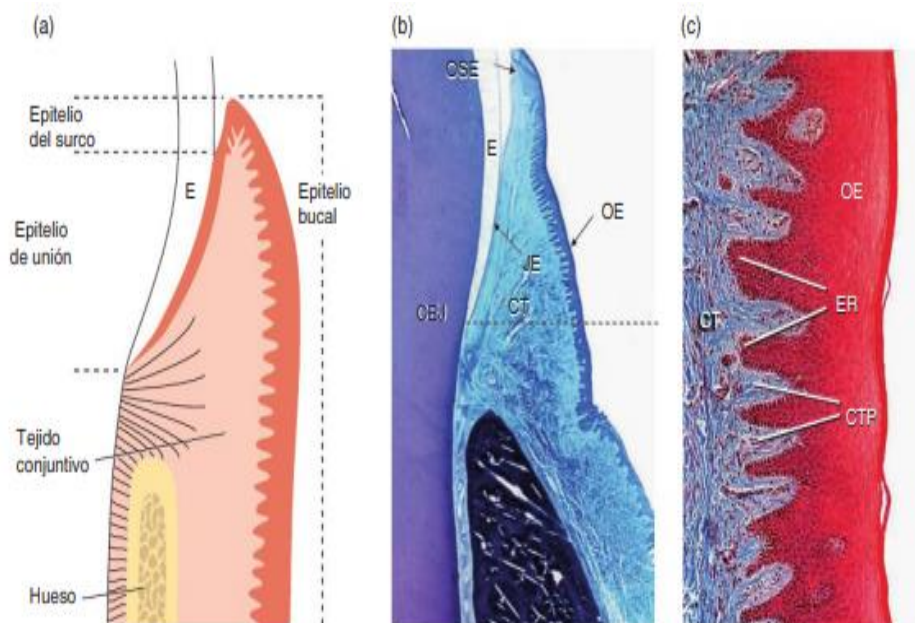 (a)
Epitelio
del surco
E
Epitelio
bucal
Epitelio
de unión
Tejido
conjuntivo
Hueso
(b)
OSE
E
OE
JE
CEJ
CT
(c)
OE
ER
CT
CTP